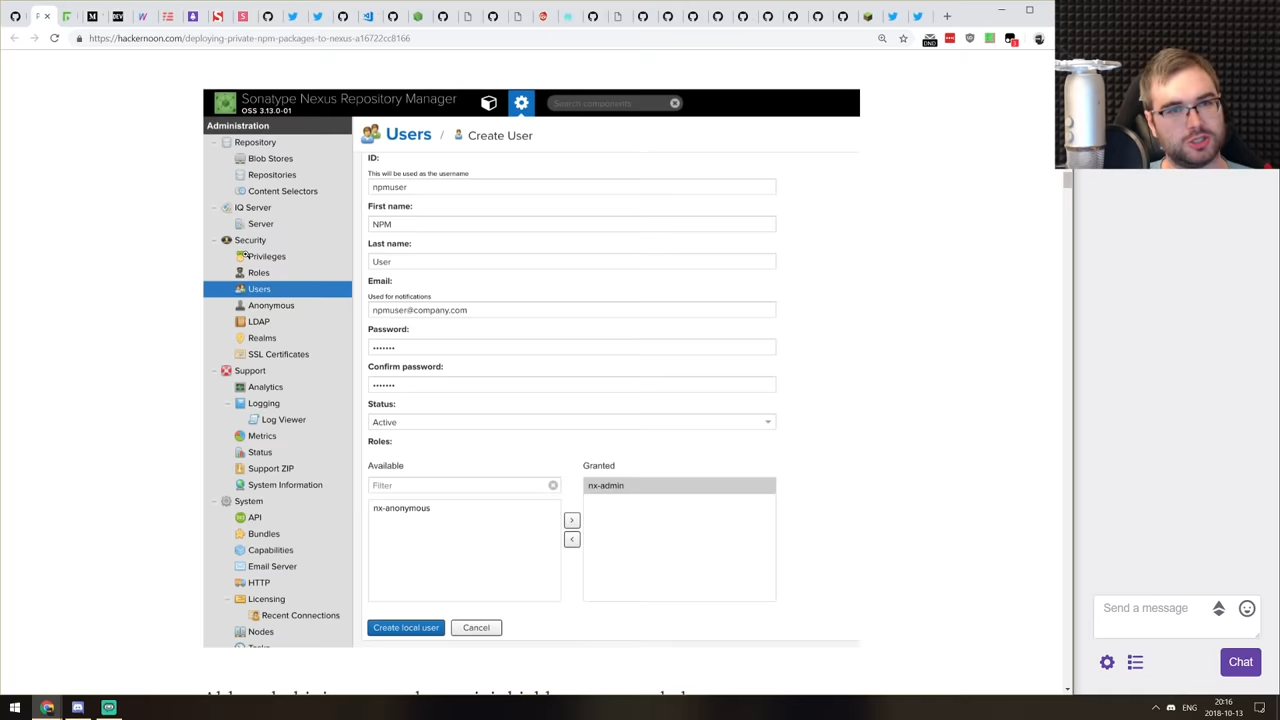 https://hackernoon.com/deploying-private-npm-packages-to-nexus-a16722cc8166
DND
Sonatype Nexus Repository Manager
OSS 3.13.0-01
Search components
Administration
Repository
Blob Stores
Repositories
Content Selectors
IQ Server
Server
Security
Privileges
Roles
Users
Anonymous
LDAP
Realms
SSL Certificates
Support
Analytics
Logging
Log Viewer
Metrics
Status
Support ZIP
System Information
System
API
Bundles
Capabilities
Email Server
HTTP
Licensing
Recent Connections
Nodes
Users / Create User
ID:
This will be used as the username
npmuser
First name:
NPM
Last name:
User
Email:
Used for notifications
npmuser@company.com
Password:
•••••••
Confirm password:
•••••••
Status:
Active
Roles:
Available
Filter
nx-anonymous
>
<
Granted
nx-admin
Create local user
Cancel
Send a message
Chat
ENG
20:16
2018-10-13